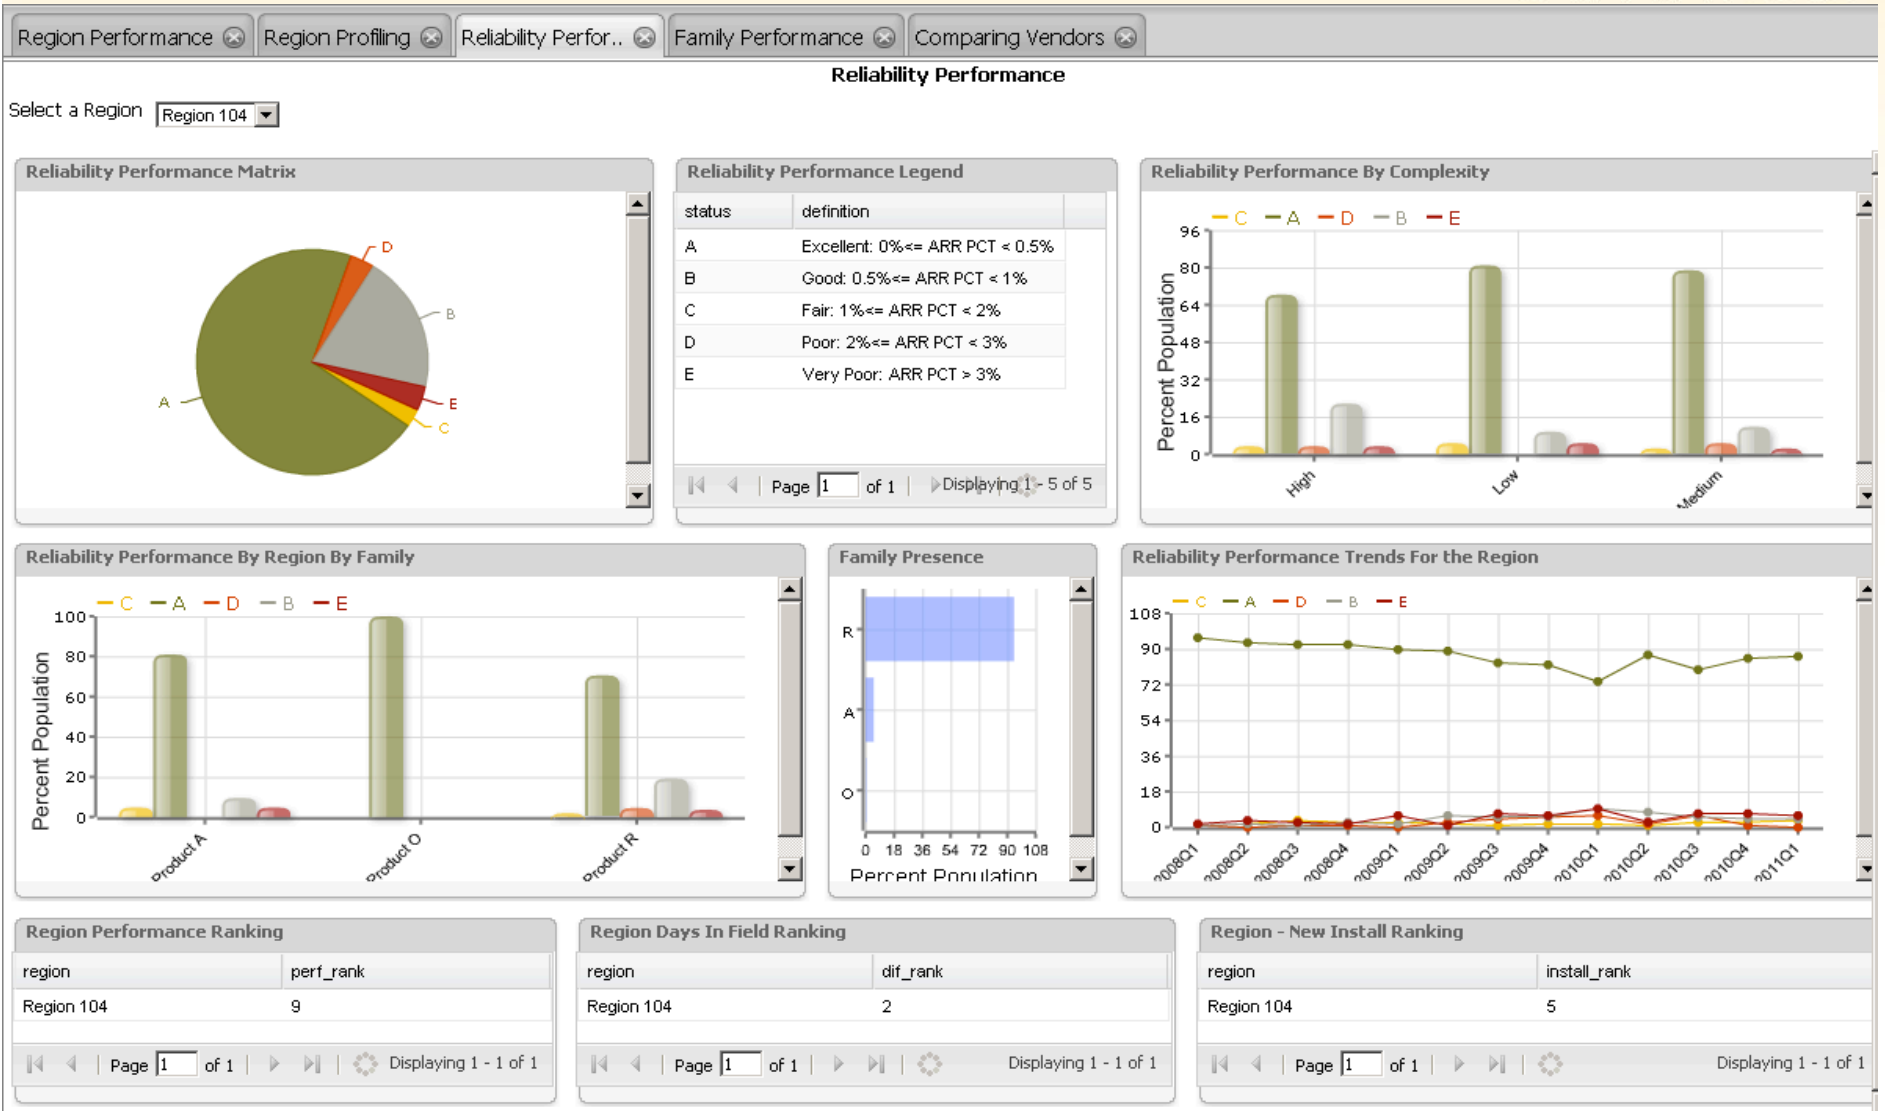 Region Performance
Region Profiling
Reliability Perfor..
Family Performance
Comparing Vendors
Reliability Performance
Select a Region
Region 104
Reliability Performance Matrix
D
B
A
E
C
Reliability Performance Legend
status definition
A Excellent: 0%<= ARR PCT < 0.5%
B Good: 0.5%<= ARR PCT < 1%
C Fair: 1%<= ARR PCT < 2%
D Poor: 2%<= ARR PCT < 3%
E Very Poor: ARR PCT > 3%
Page 1 of 1 Displaying 1 - 5 of 5
Reliability Performance By Complexity
C A D B E
96
80
64
48
32
16
0
Percent Population
High
Low
Medium
Reliability Performance By Region By Family
C A D B E
100
80
60
40
20
0
Percent Population
Product A
Product O
Product R
Family Presence
R
A
O
0 18 36 54 72 90 108
Percent Population
Reliability Performance Trends For the Region
C A D B E
108
90
72
54
36
18
0
2008Q1
2008Q2
2008Q3
2008Q4
2009Q1
2009Q2
2009Q3
2009Q4
2010Q1
2010Q2
2010Q3
2010Q4
2011Q1
Region Performance Ranking
region perf_rank
Region 104 9
Page 1 of 1 Displaying 1 - 1 of 1
Region Days In Field Ranking
region dif_rank
Region 104 2
Page 1 of 1 Displaying 1 - 1 of 1
Region - New Install Ranking
region install_rank
Region 104 5
Page 1 of 1 Displaying 1 - 1 of 1